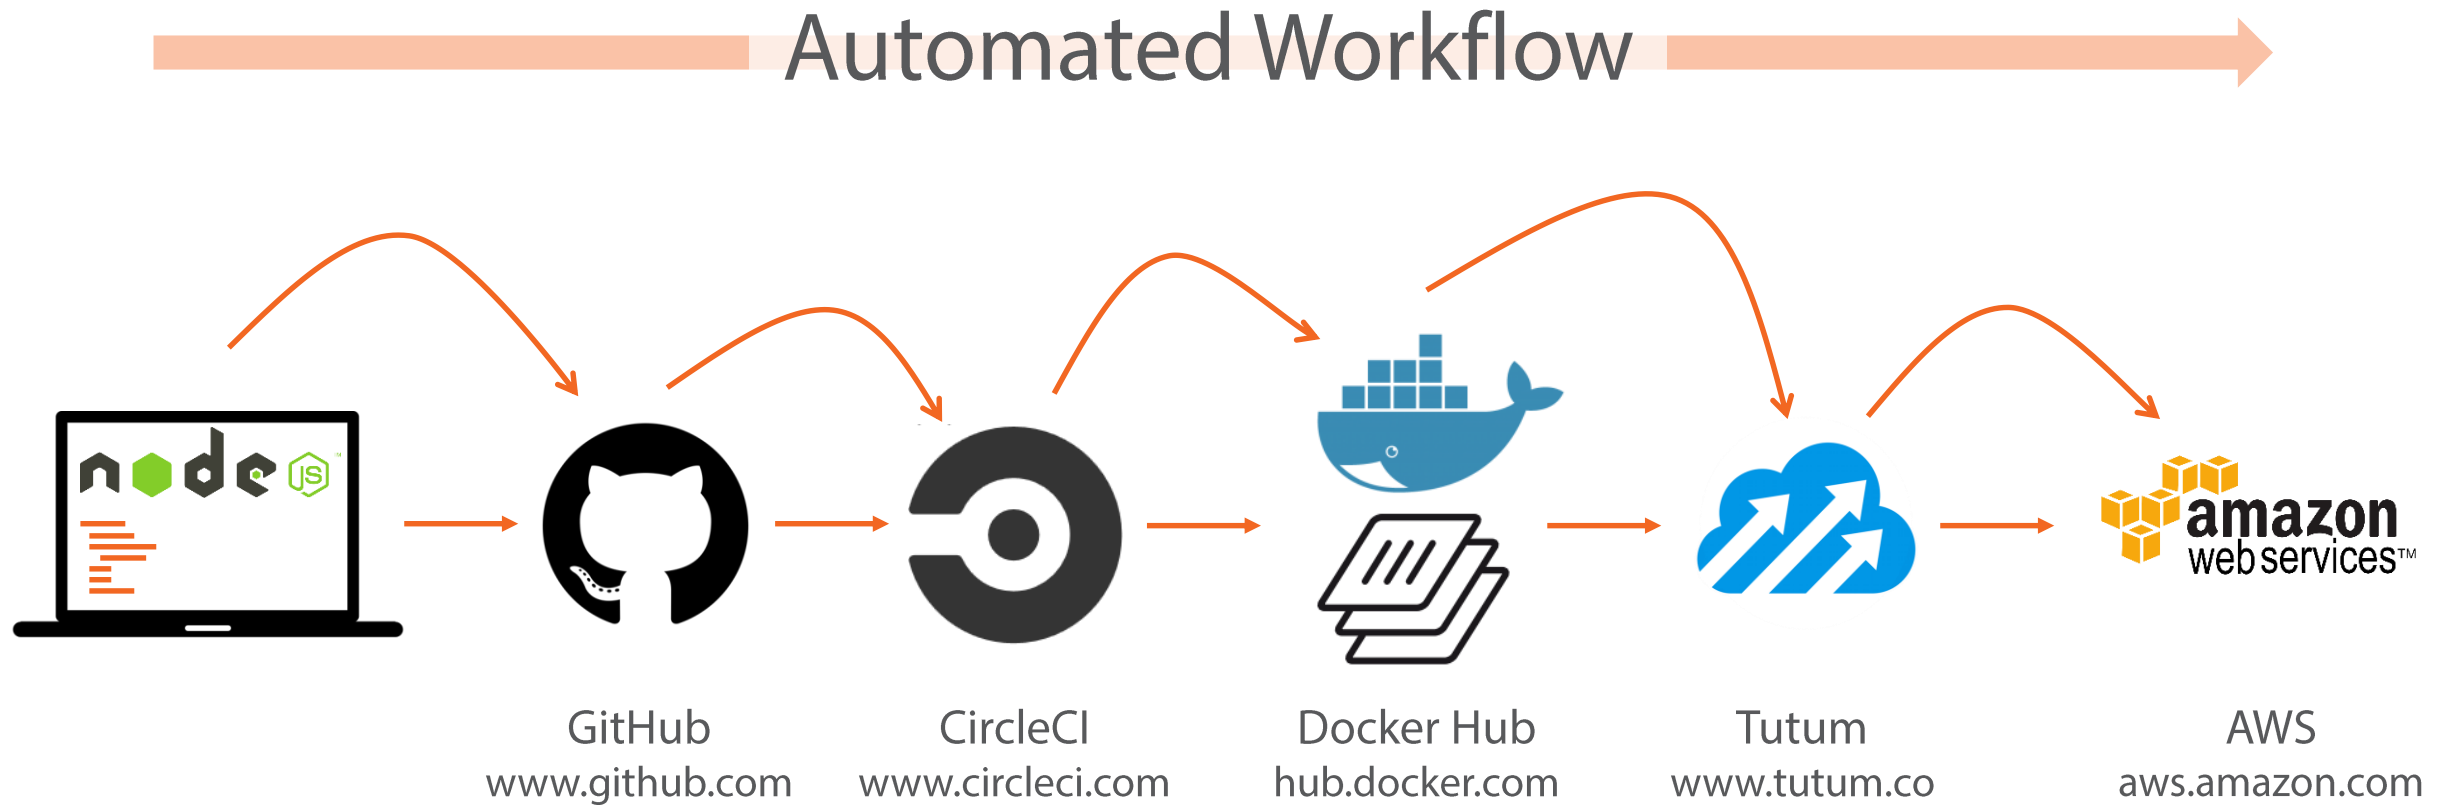 Automated Workflow
node JS ™
amazon
web services™
GitHub
www.github.com
CircleCI
www.circleci.com
Docker Hub
hub.docker.com
Tutum
www.tutum.co
AWS
aws.amazon.com